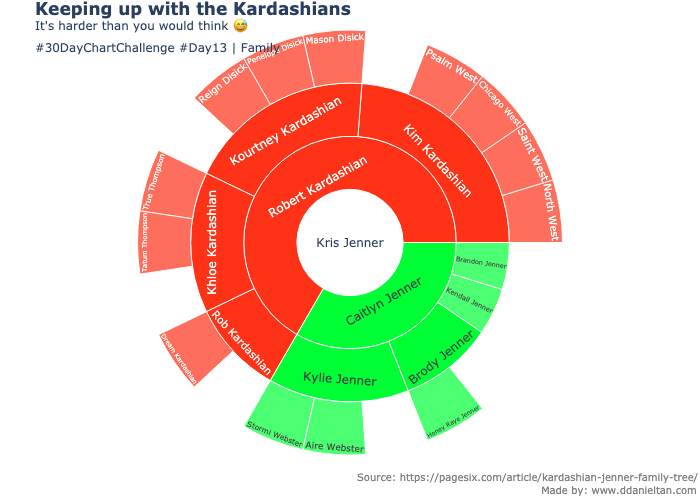 Keeping up with the Kardashians
It's harder than you would think 😅
#30DayChartChallenge #Day13 | Family
Mason Disick
Penelope Disick
Reign Disick
Psalm West
Chicago West
Saint West
North West
Kourtney Kardashian
Kim Kardashian
Robert Kardashian
True Thompson
Tatum Thompson
Khloe Kardashian
Kris Jenner
Brandon Jenner
Kendall Jenner
Caitlyn Jenner
Rob Kardashian
Dream Kardashian
Kylie Jenner
Brody Jenner
Stormi Webster
Aire Webster
Honey Raye Jenner
Source: https://pagesix.com/article/kardashian-jenner-family-tree/
Made by: www.ddanieltan.com